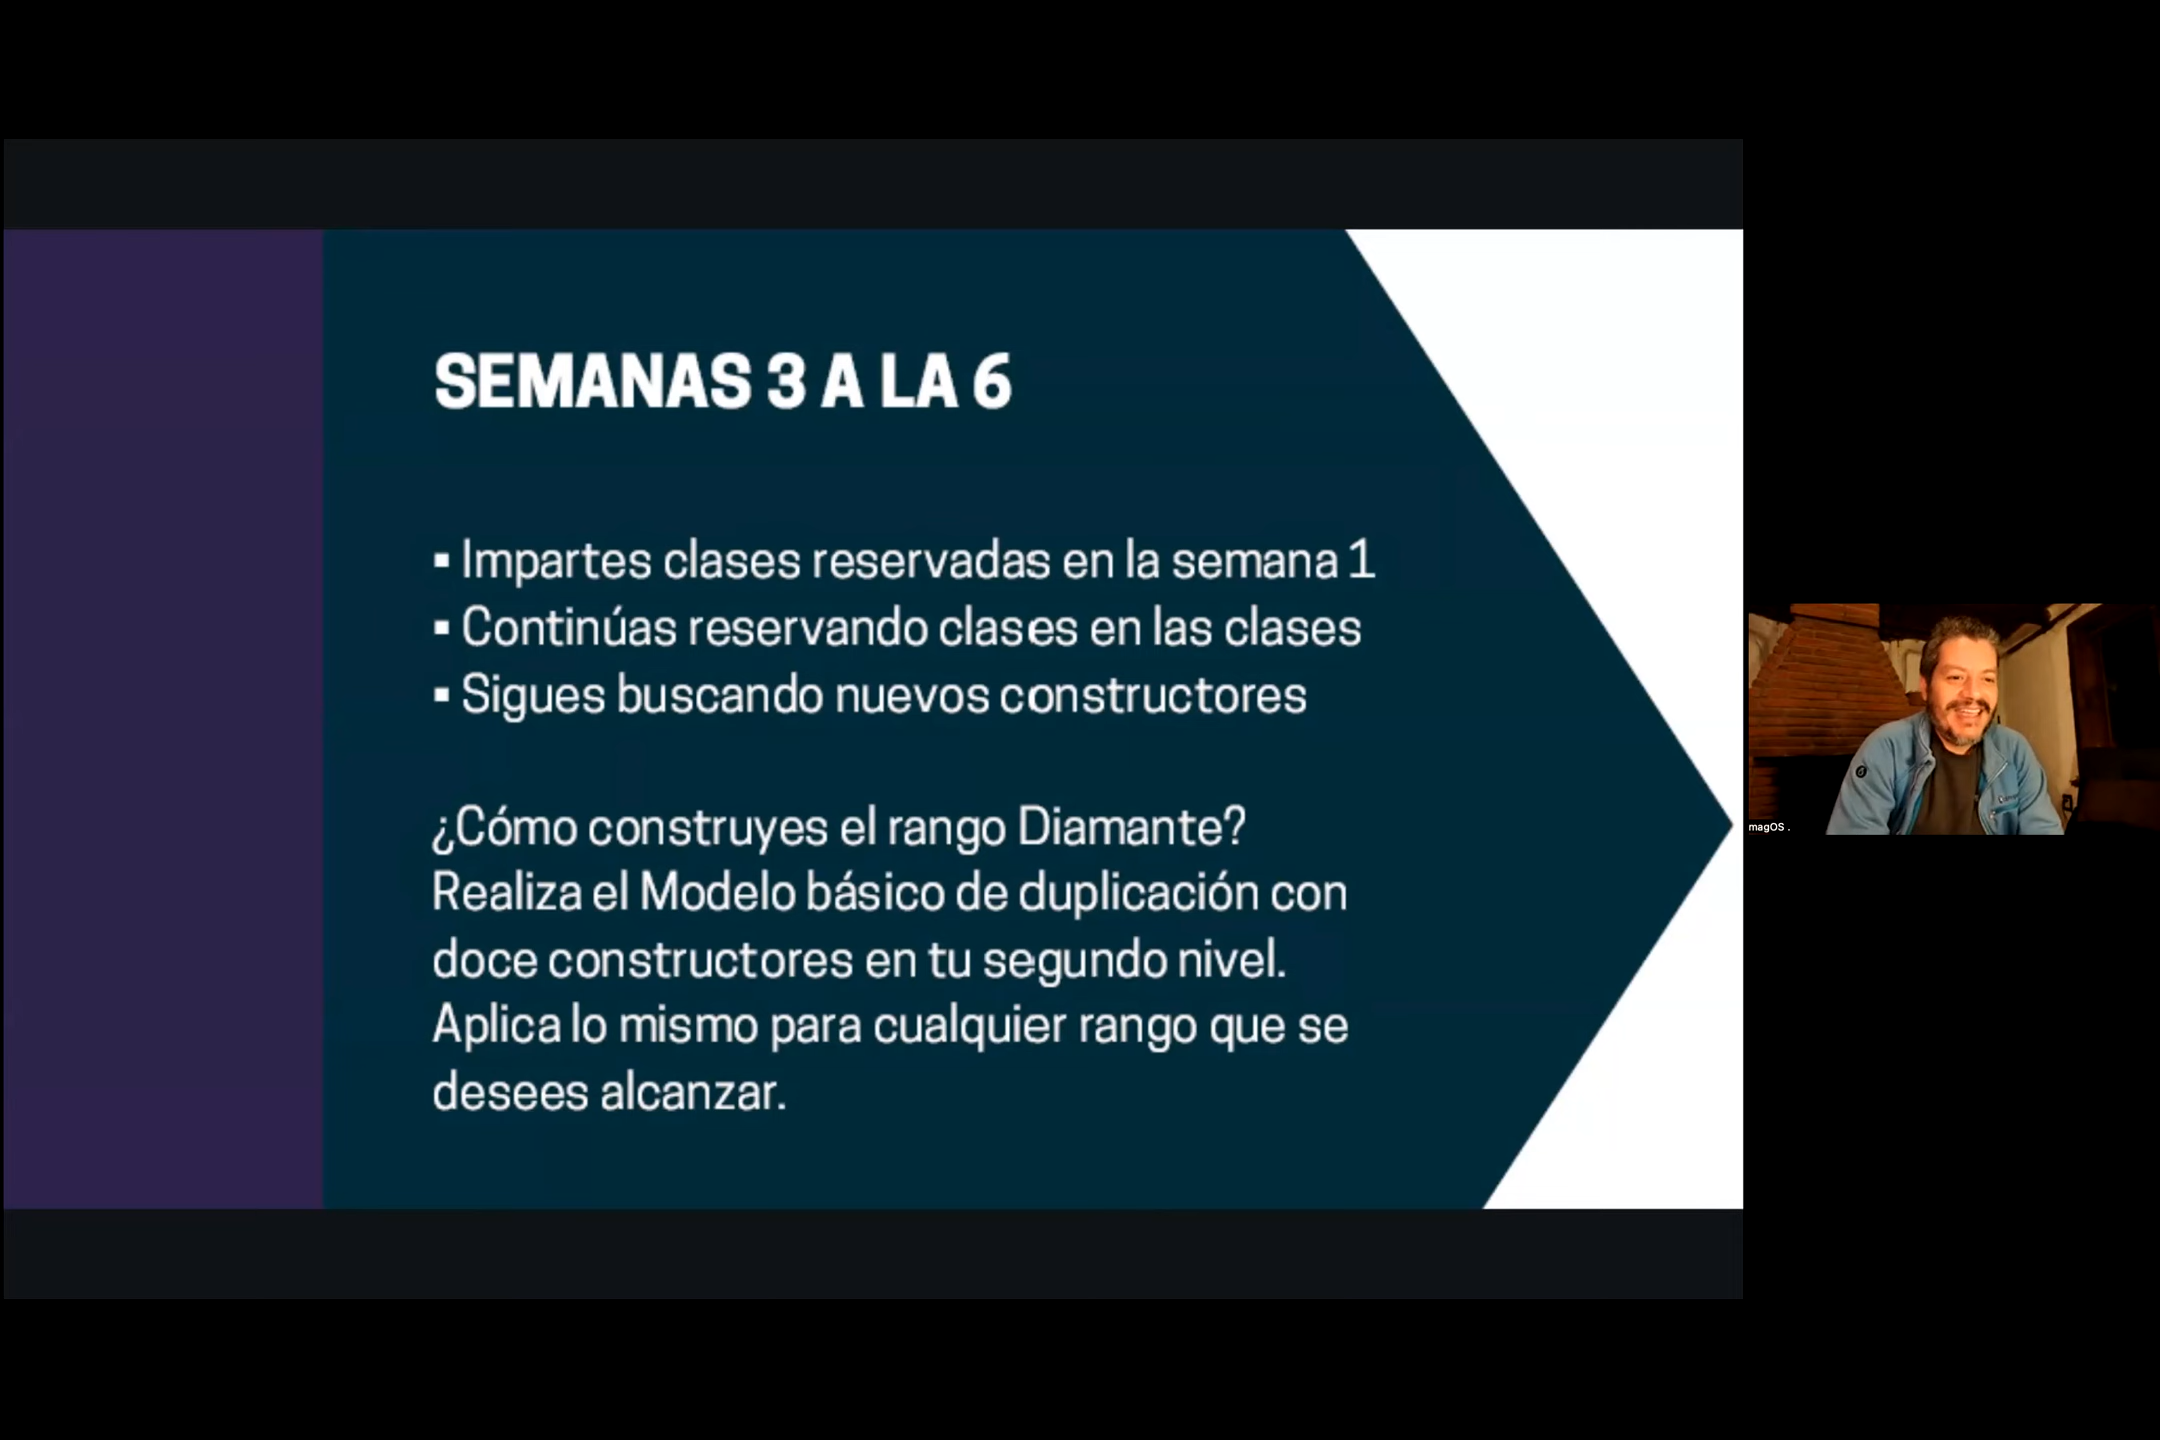 SEMANAS 3 A LA 6
▪ Impartes clases reservadas en la semana 1
▪ Continúas reservando clases en las clases
▪ Sigues buscando nuevos constructores
¿Cómo construyes el rango Diamante?
Realiza el Modelo básico de duplicación con
doce constructores en tu segundo nivel.
Aplica lo mismo para cualquier rango que se
desees alcanzar.
magOS .